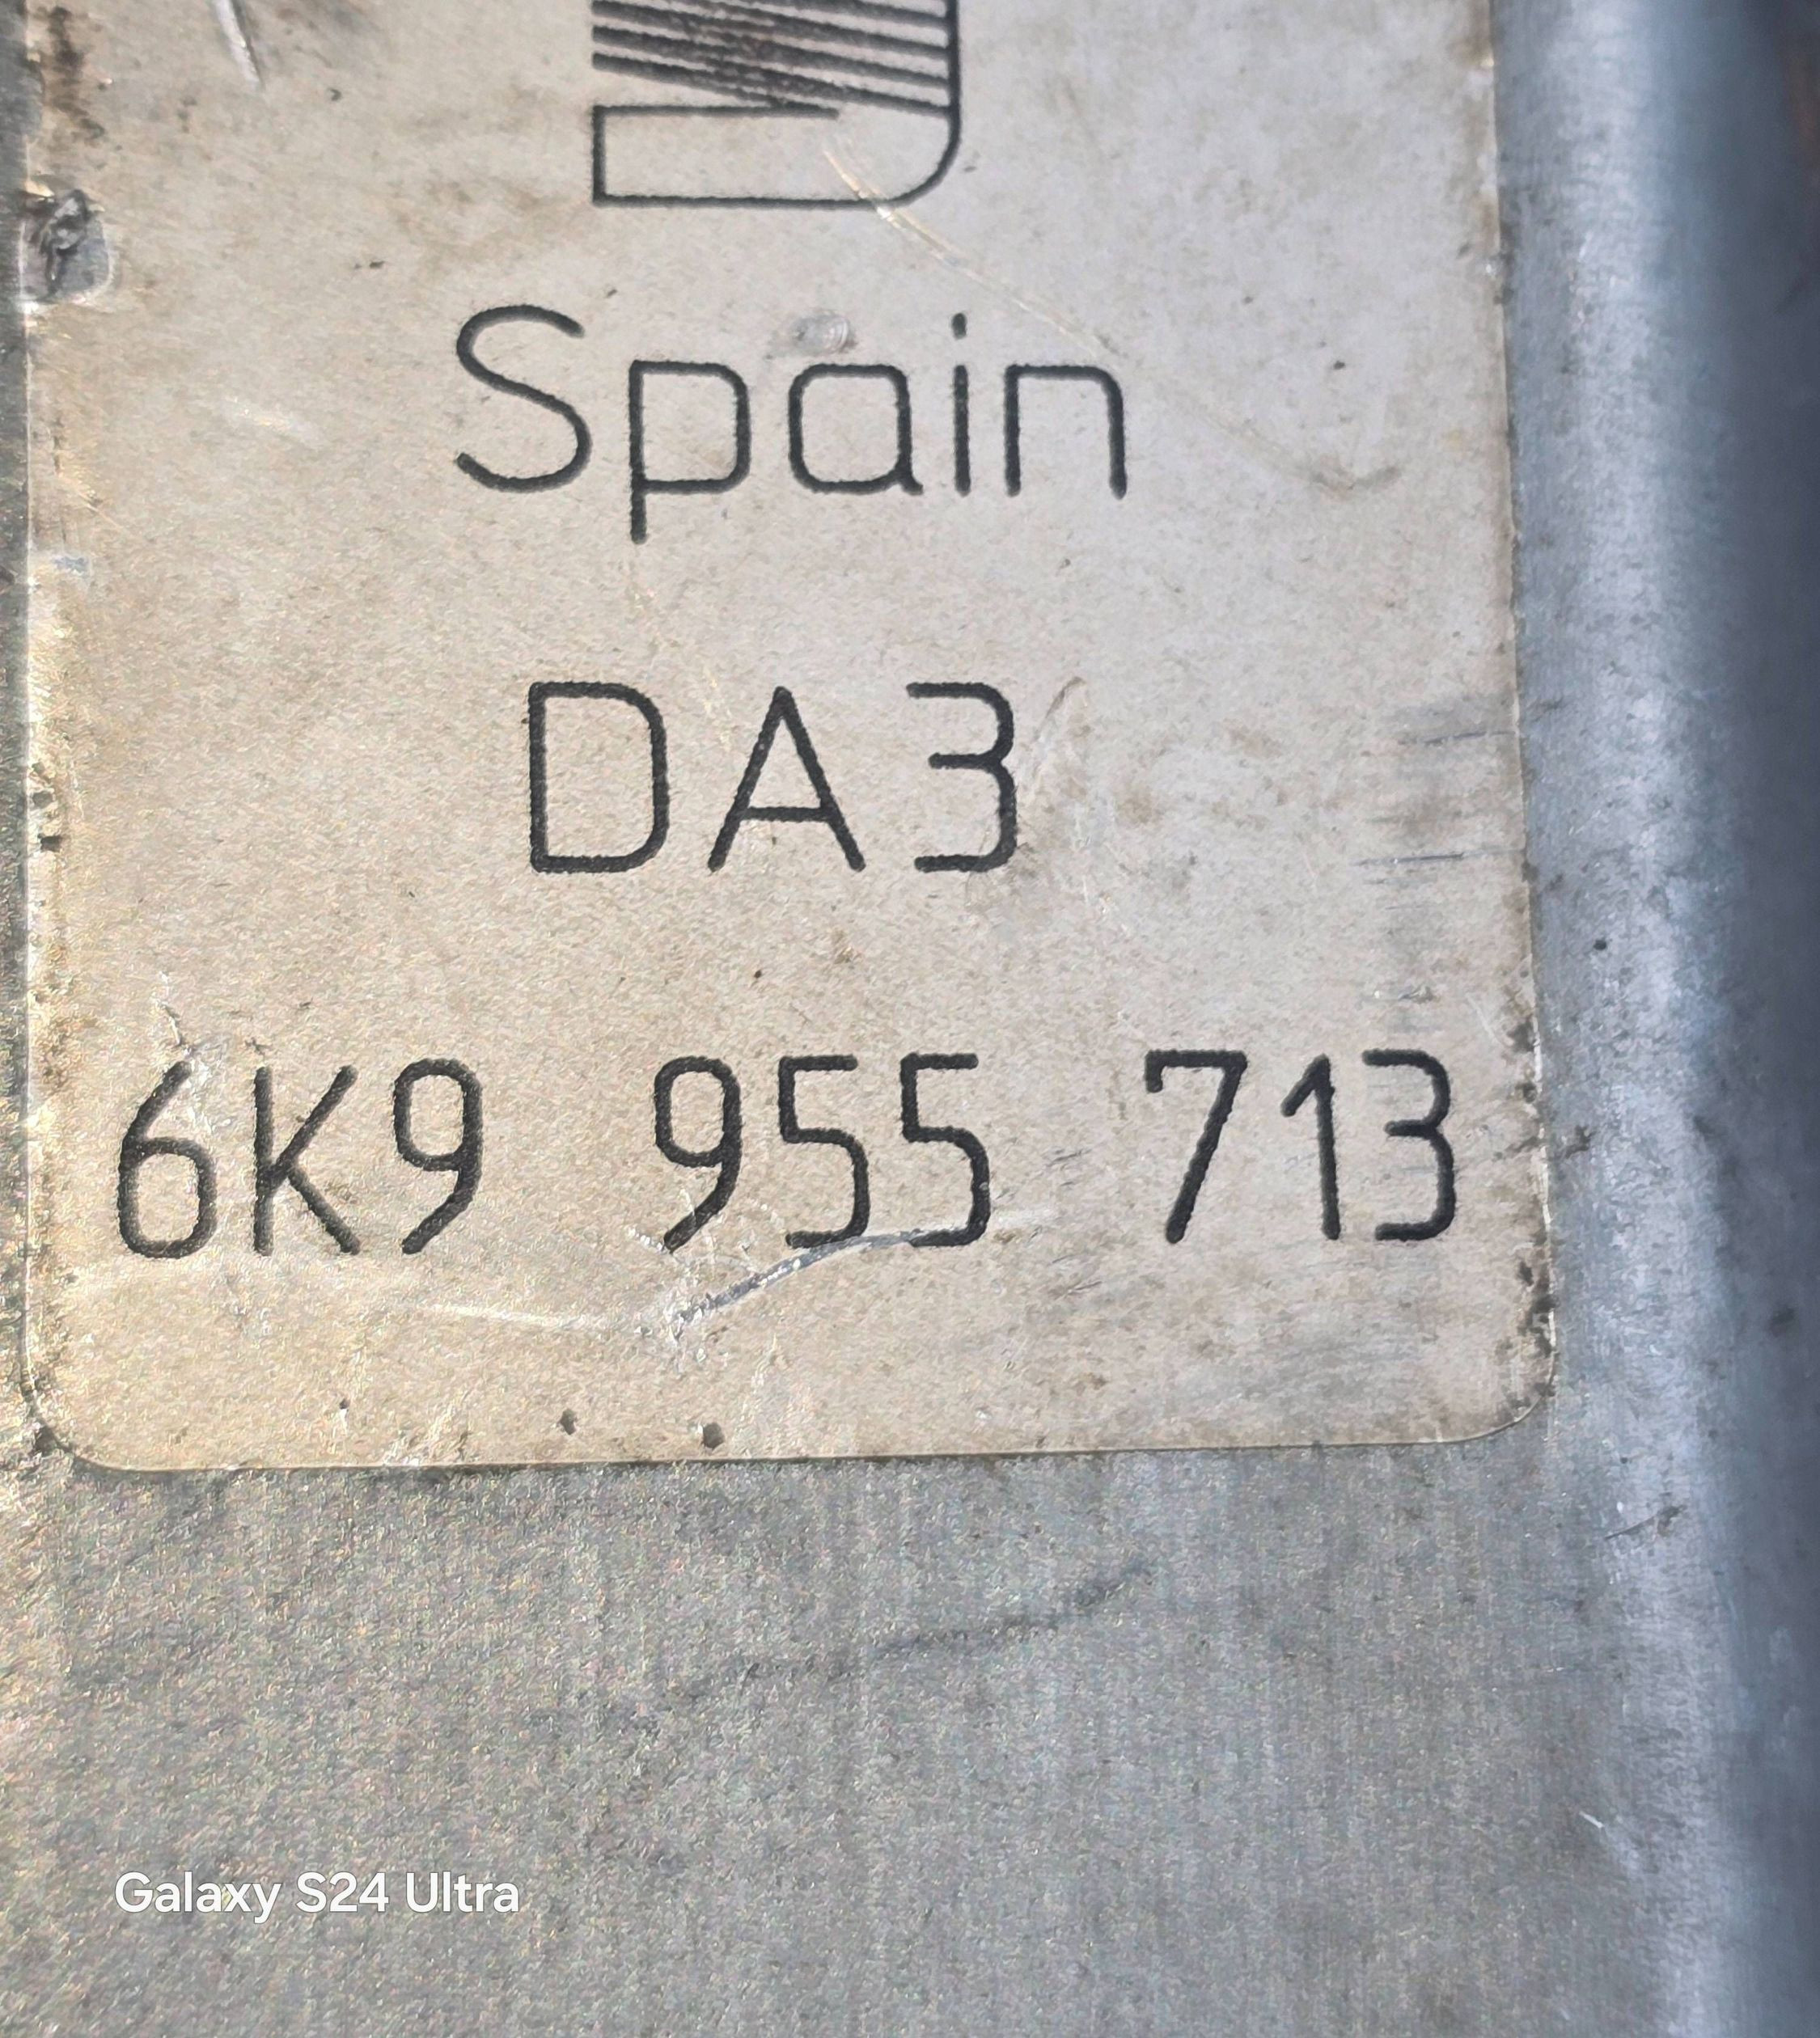 Spain
DA3
6K9 955 713
Galaxy S24 Ultra